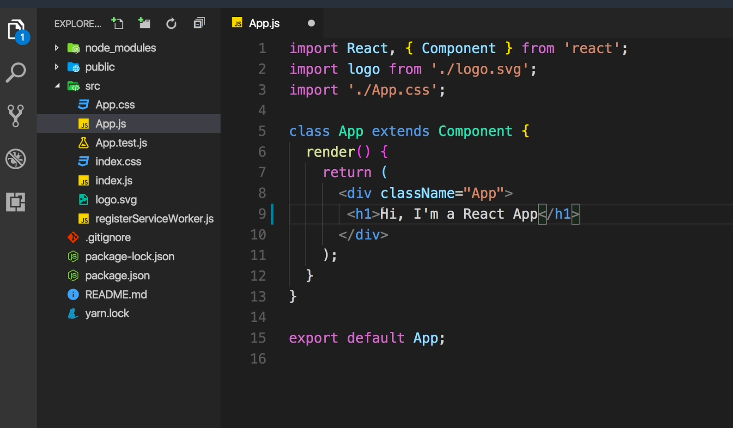 EXPLORE...
1
node_modules
public
src
App.css
JS App.js
App.test.js
index.css
JS index.js
logo.svg
JS registerServiceWorker.js
.gitignore
package-lock.json
package.json
README.md
yarn.lock
JS App.js
1 import React, { Component } from 'react';
2 import logo from './logo.svg';
3 import './App.css';
4
5 class App extends Component {
6 render() {
7 return (
8 <div className="App">
9 <h1>Hi, I'm a React App</h1>
10 </div>
11 );
12 }
13 }
14
15 export default App;
16